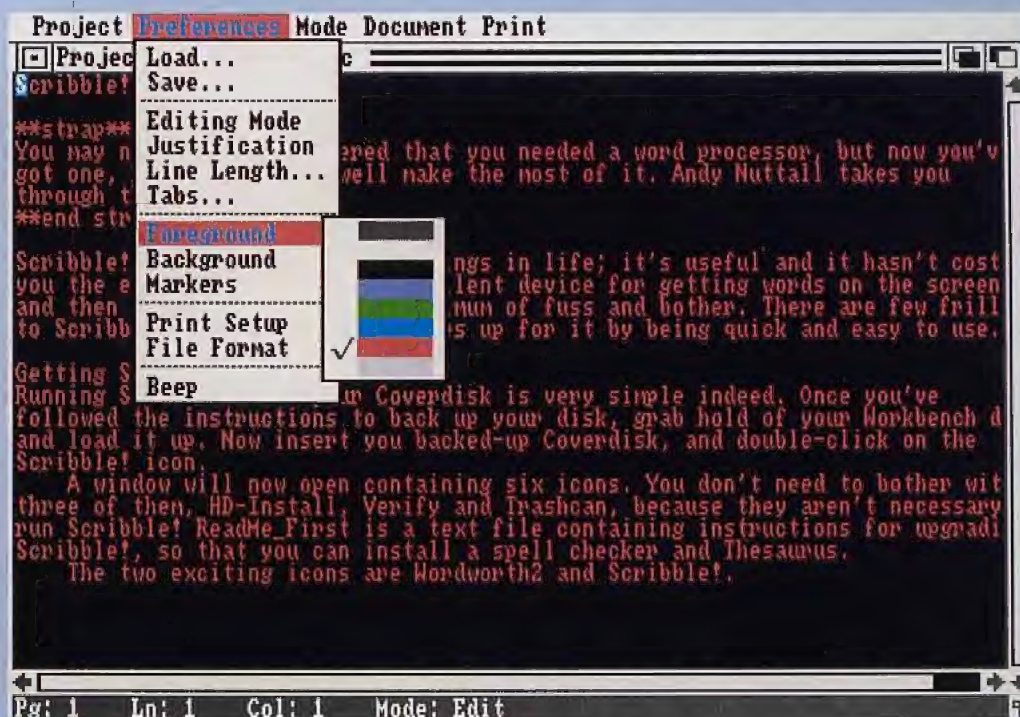 Project Preferences Mode Document Print
Projec c
Load...
Save...
Editing Mode
Justification
Line Length...
Tabs...
Foreground
Background
Markers
Print Setup
File Format
Beep
Scribble!
**strap**
You may n ered that you needed a word processor, but now you'v
got one, well make the most of it. Andy Nuttall takes you
through t
**end str
Scribble! ngs in life; it's useful and it hasn't cost
you the e lent device for getting words on the screen
and then mum of fuss and bother. There are few frill
to Scribb s up for it by being quick and easy to use.
Getting S
Running S ur Coverdisk is very simple indeed. Once you've
followed the instructions to back up your disk, grab hold of your Workbench d
and load it up. Now insert you backed-up Coverdisk, and double-click on the
Scribble! icon.
A window will now open containing six icons. You don't need to bother wit
three of then, HD-Install, Verify and Trashcan, because they aren't necessary
run Scribble! ReadMe_First is a text file containing instructions for upgradi
Scribble!, so that you can install a spell checker and Thesaurus.
The two exciting icons are Wordworth2 and Scribble!.
Pg: 1 Ln: 1 Col: 1 Mode: Edit